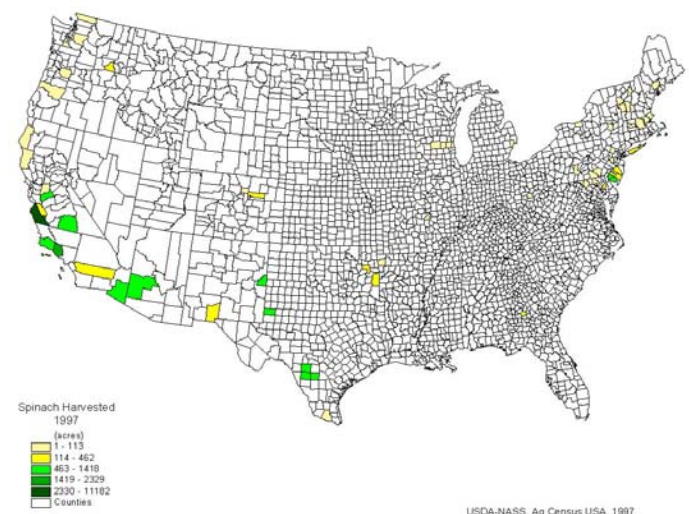 Spinach Harvested
1997
(acres)
1 - 113
114 - 462
463 - 1418
1419 - 2329
2330 - 11182
Counties
USDA-NASS, Ag Census USA, 1997